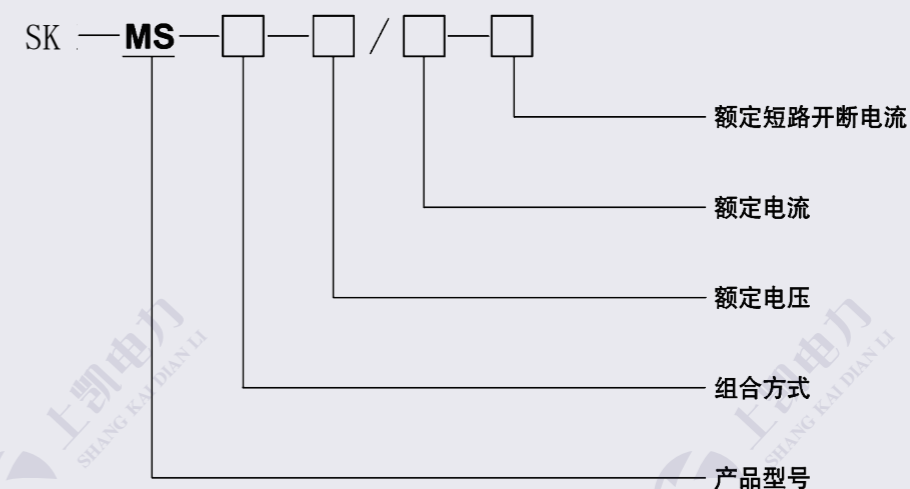 SK — MS — □ — □ / □ — □
额定短路开断电流
额定电流
额定电压
组合方式
产品型号
上凯电力
SHANG KAI DIAN LI
上凯电力
SHANG KAI DIAN LI